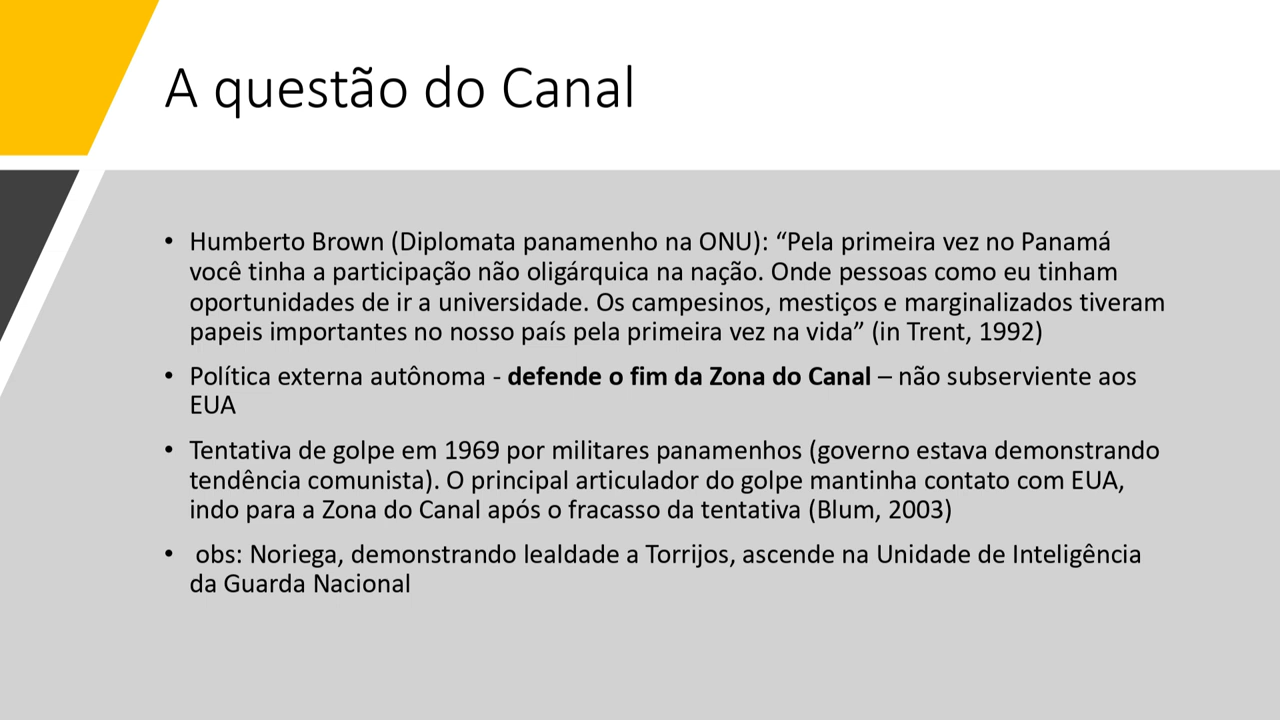 A questão do Canal
• Humberto Brown (Diplomata panamenho na ONU): “Pela primeira vez no Panamá
você tinha a participação não oligárquica na nação. Onde pessoas como eu tinham
oportunidades de ir a universidade. Os campesinos, mestiços e marginalizados tiveram
papeis importantes no nosso país pela primeira vez na vida” (in Trent, 1992)
• Política externa autônoma - defende o fim da Zona do Canal – não subserviente aos
EUA
• Tentativa de golpe em 1969 por militares panamenhos (governo estava demonstrando
tendência comunista). O principal articulador do golpe mantinha contato com EUA,
indo para a Zona do Canal após o fracasso da tentativa (Blum, 2003)
• obs: Noriega, demonstrando lealdade a Torrijos, ascende na Unidade de Inteligência
da Guarda Nacional